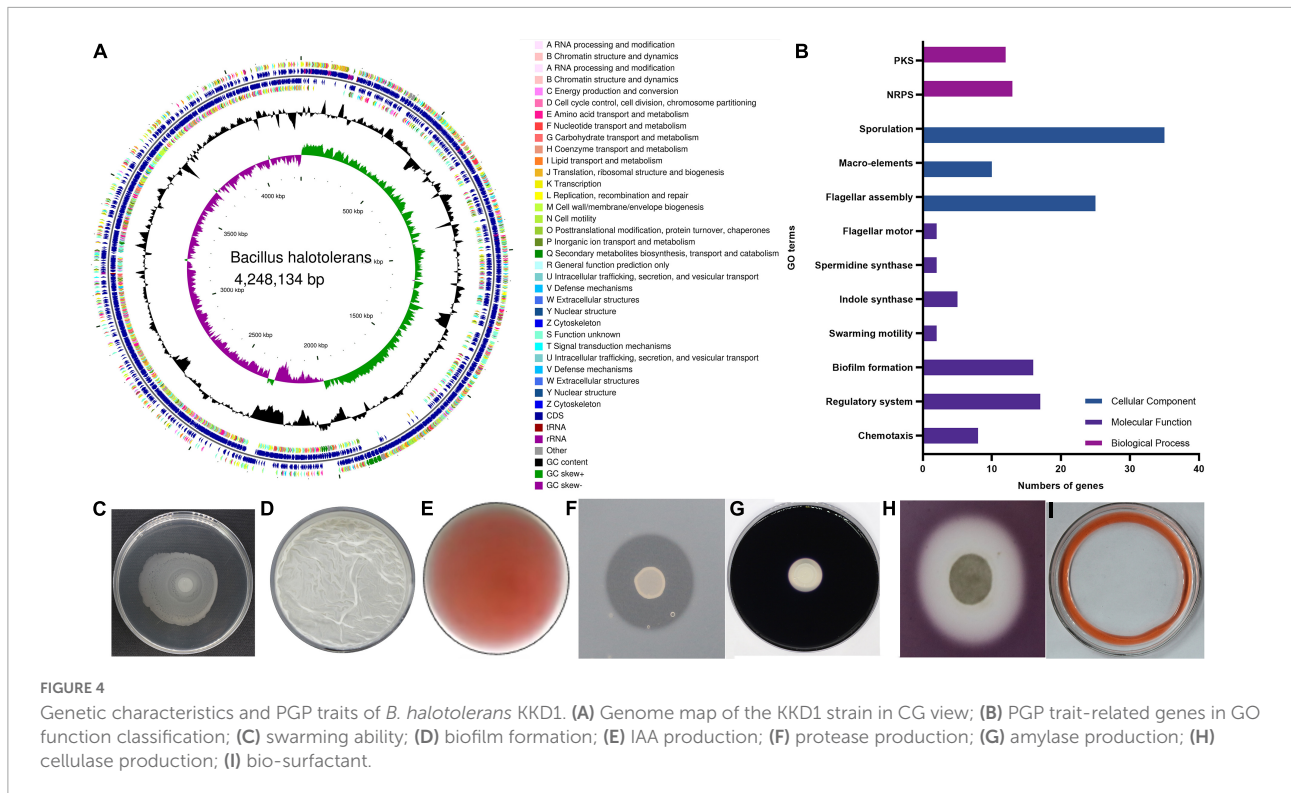 A
4000 kbp
500
3500 kbp
Bacillus halotolerans
kbp
4,248,134 bp
3000 kbp
1500 kbp
2500 kbp
2000 kbp
A RNA processing and modification
B Chromatin structure and dynamics
A RNA processing and modification
B Chromatin structure and dynamics
C Energy production and conversion
D Cell cycle control, cell division, chromosome partitioning
E Amino acid transport and metabolism
F Nucleotide transport and metabolism
G Carbohydrate transport and metabolism
H Coenzyme transport and metabolism
I Lipid transport and metabolism
J Translation, ribosomal structure and biogenesis
K Transcription
L Replication, recombination and repair
M Cell wall/membrane/envelope biogenesis
N Cell motility
O Posttranslational modification, protein turnover, chaperones
P Inorganic ion transport and metabolism
Q Secondary metabolites biosynthesis, transport and catabolism
R General function prediction only
U Intracellular trafficking, secretion, and vesicular transport
V Defense mechanisms
W Extracellular structures
Y Nuclear structure
Z Cytoskeleton
S Function unknown
T Signal transduction mechanisms
U Intracellular trafficking, secretion, and vesicular transport
V Defense mechanisms
W Extracellular structures
Y Nuclear structure
Z Cytoskeleton
CDS
tRNA
rRNA
Other
GC content
GC skew+
GC skew-
B
GO terms
PKS
NRPS
Sporulation
Macro-elements
Flagellar assembly
Flagellar motor
Spermidine synthase
Indole synthase
Swarming motility
Biofilm formation
Regulatory system
Chemotaxis
Cellular Component
Molecular Function
Biological Process
0 10 20 30 40
Numbers of genes
C D E F G H I
FIGURE 4
Genetic characteristics and PGP traits of B. halotolerans KKD1. (A) Genome map of the KKD1 strain in CG view; (B) PGP trait-related genes in GO
function classification; (C) swarming ability; (D) biofilm formation; (E) IAA production; (F) protease production; (G) amylase production; (H)
cellulase production; (I) bio-surfactant.